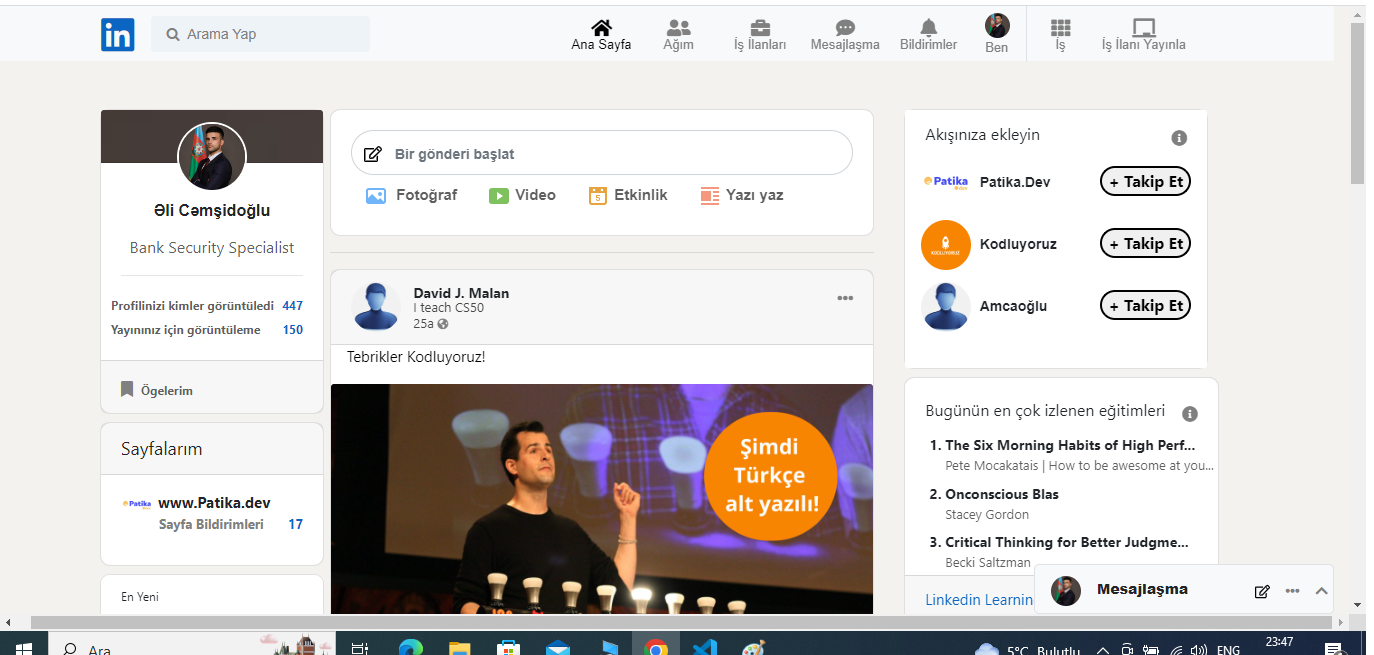 in
Arama Yap
Ana Sayfa
Ağım
İş İlanları
Mesajlaşma
Bildirimler
Ben
İş
İş İlanı Yayınla
Əli Cəmşidoğlu
Bank Security Specialist
Profilinizi kimler görüntüledi 447
Yayınınız için görüntüleme 150
Ögelerim
Sayfalarım
Patika
www.Patika.dev
Sayfa Bildirimleri 17
En Yeni
Bir gönderi başlat
Fotoğraf
Video
5
Etkinlik
Yazı yaz
David J. Malan
I teach CS50
25a
Tebrikler Kodluyoruz!
Şimdi
Türkçe
alt yazılı!
Akışınıza ekleyin
Patika
Patika.Dev
+ Takip Et
KODLUYORUZ
Kodluyoruz
+ Takip Et
Amcaoğlu
+ Takip Et
Bugünün en çok izlenen eğitimleri
1. The Six Morning Habits of High Perf...
Pete Mocakatais | How to be awesome at you...
2. Onconscious Blas
Stacey Gordon
3. Critical Thinking for Better Judgme...
Becki Saltzman
Linkedin Learnin
Mesajlaşma
Ara
5°C Bulutlu
ENG
23:47